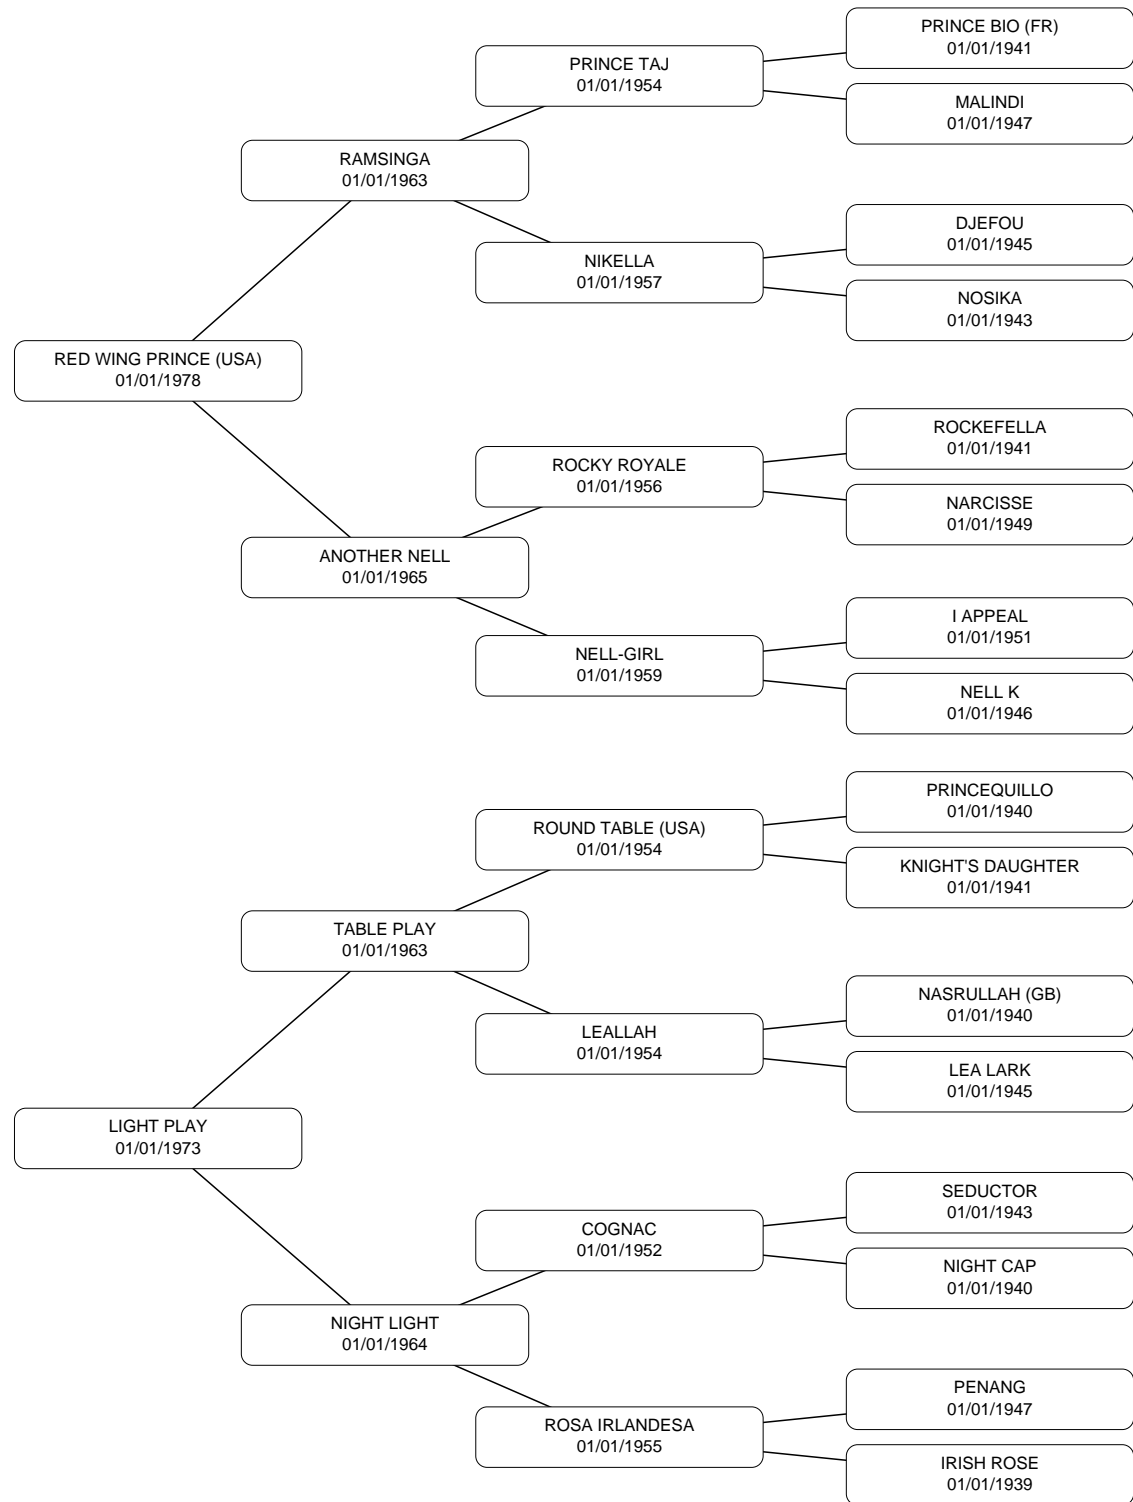 PRINCE BIO (FR)
01/01/1941
PRINCE TAJ
01/01/1954
MALINDI
01/01/1947
RAMSINGA
01/01/1963
DJEFOU
01/01/1945
NIKELLA
01/01/1957
NOSIKA
01/01/1943
RED WING PRINCE (USA)
01/01/1978
ROCKEFELLA
01/01/1941
ROCKY ROYALE
01/01/1956
NARCISSE
01/01/1949
ANOTHER NELL
01/01/1965
I APPEAL
01/01/1951
NELL-GIRL
01/01/1959
NELL K
01/01/1946
PRINCEQUILLO
01/01/1940
ROUND TABLE (USA)
01/01/1954
KNIGHT'S DAUGHTER
01/01/1941
TABLE PLAY
01/01/1963
NASRULLAH (GB)
01/01/1940
LEALLAH
01/01/1954
LEA LARK
01/01/1945
LIGHT PLAY
01/01/1973
SEDUCTOR
01/01/1943
COGNAC
01/01/1952
NIGHT CAP
01/01/1940
NIGHT LIGHT
01/01/1964
PENANG
01/01/1947
ROSA IRLANDESA
01/01/1955
IRISH ROSE
01/01/1939